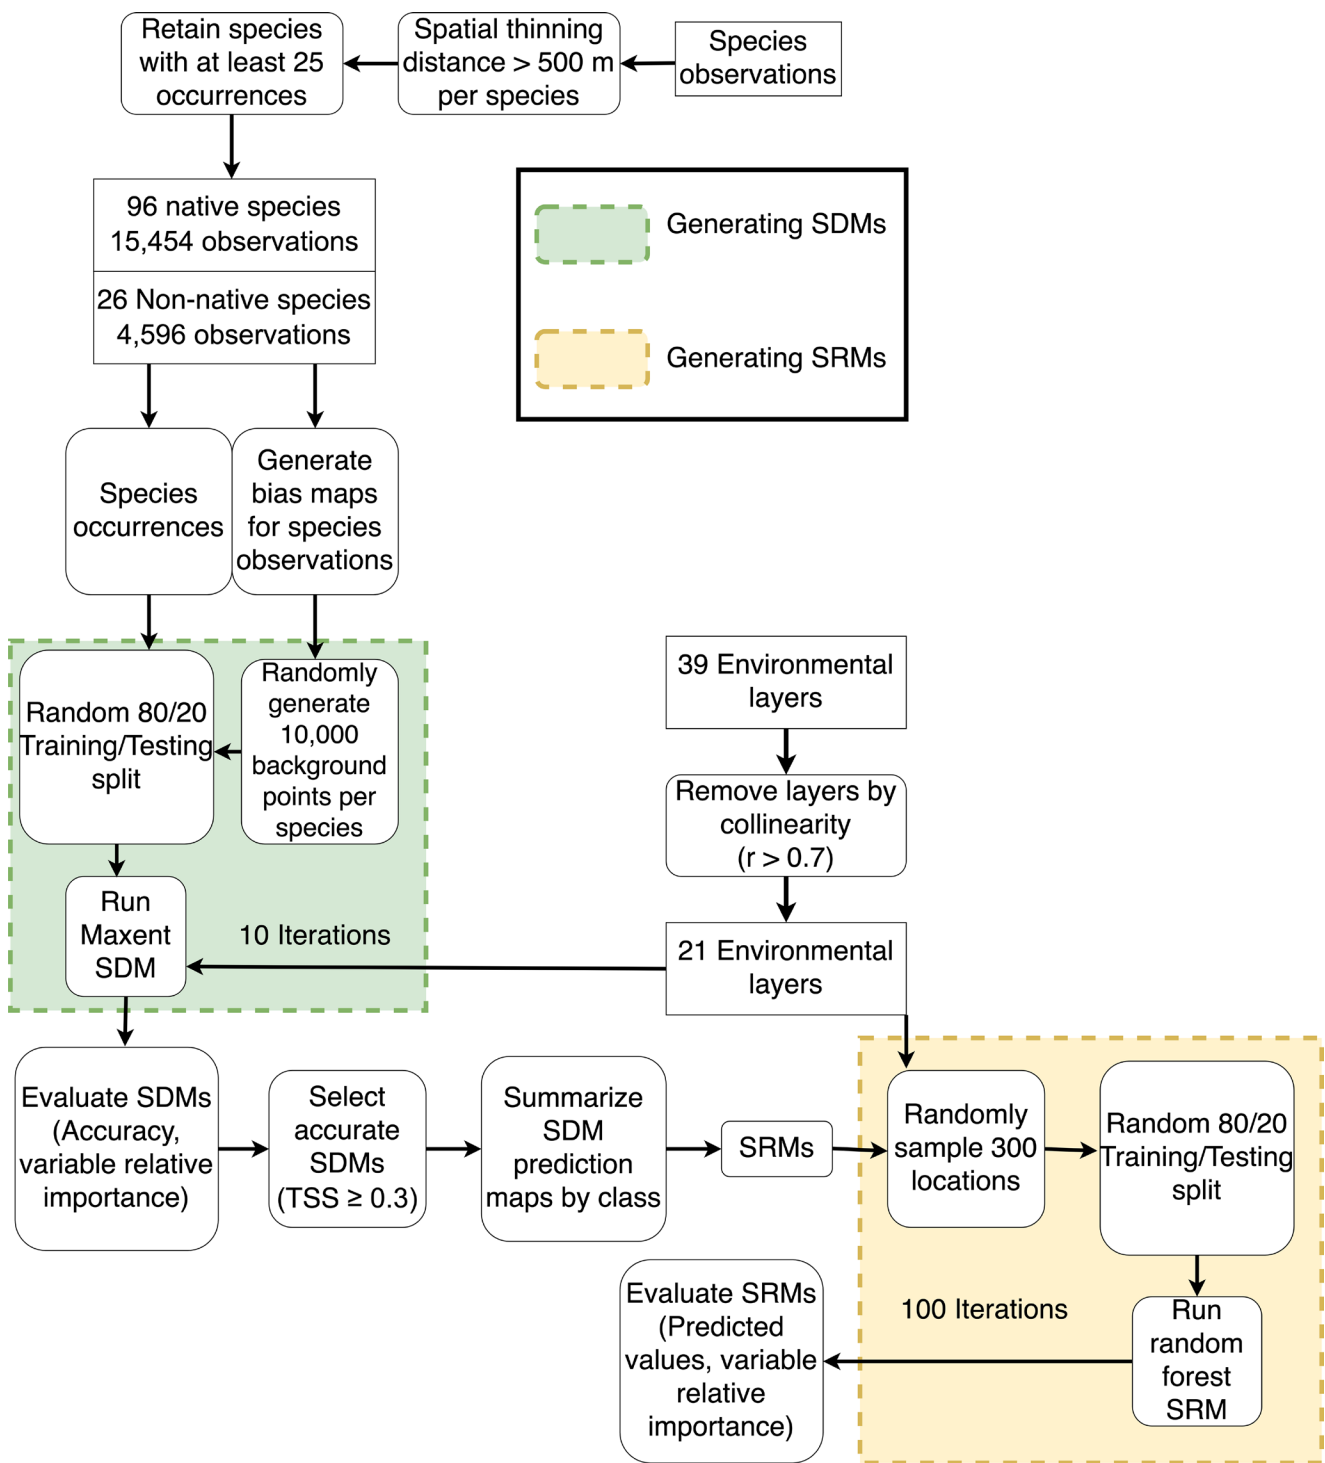 Retain species
with at least 25
occurrences
Spatial thinning
distance > 500 m
per species
Species
observations
96 native species
15,454 observations
26 Non-native species
4,596 observations
Generating SDMs
Generating SRMs
Species
occurrences
Generate
bias maps
for species
observations
Random 80/20
Training/Testing
split
Randomly
generate
10,000
background
points per
species
Run
Maxent
SDM
10 Iterations
39 Environmental
layers
Remove layers by
collinearity
(r > 0.7)
21 Environmental
layers
Evaluate SDMs
(Accuracy,
variable relative
importance)
Select
accurate
SDMs
(TSS ≥ 0.3)
Summarize
SDM
prediction
maps by class
SRMs
Randomly
sample 300
locations
Random 80/20
Training/Testing
split
Run
random
forest
SRM
100 Iterations
Evaluate SRMs
(Predicted
values, variable
relative
importance)